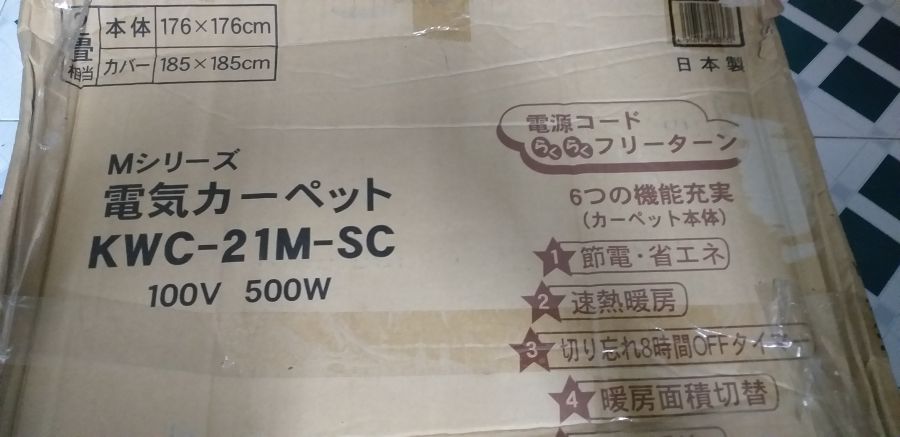 畳
相当
本体 176×176cm
カバー 185×185cm
日本製
電源コード
らくらくフリーターン
Mシリーズ
電気カーペット
KWC-21M-SC
100V 500W
6つの機能充実
(カーペット本体)
1 節電・省エネ
2 速熱暖房
3 切り忘れ8時間OFFタイマー
4 暖房面積切替